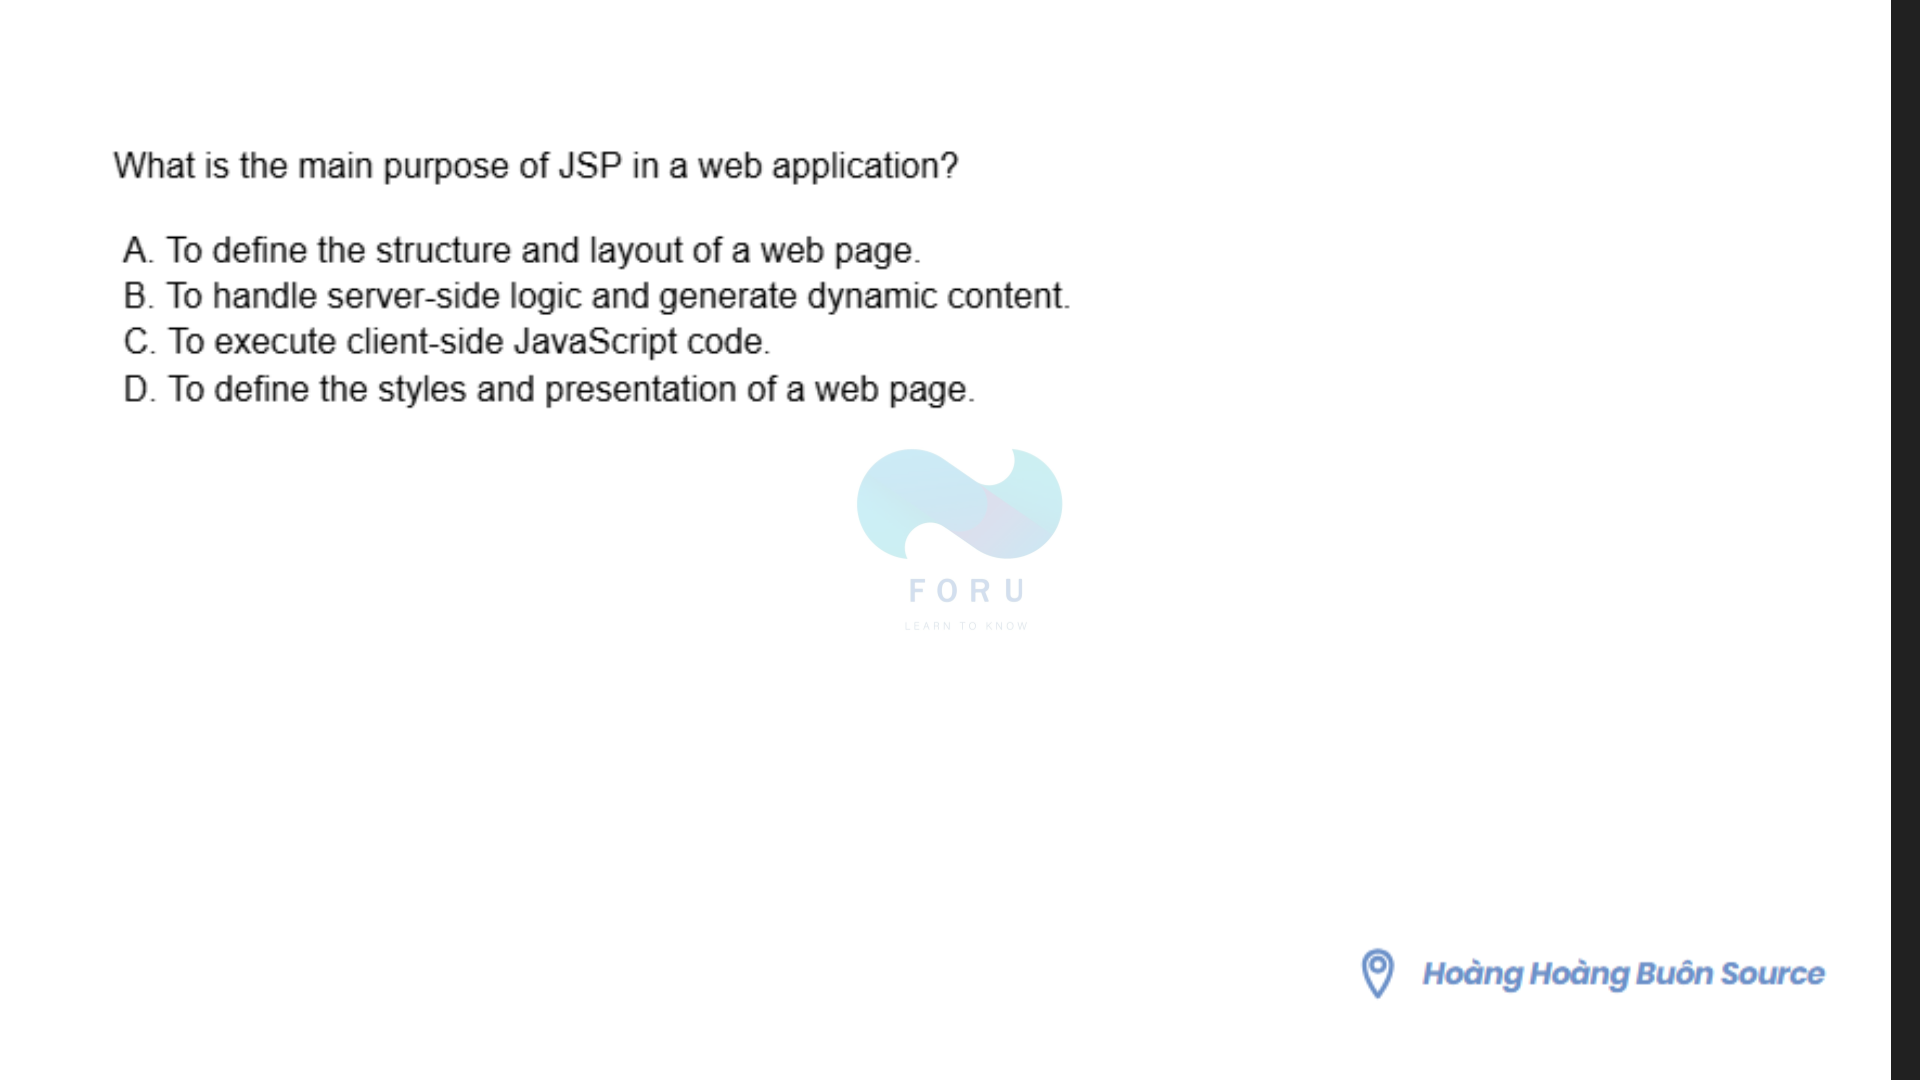 What is the main purpose of JSP in a web application?
A. To define the structure and layout of a web page.
B. To handle server-side logic and generate dynamic content.
C. To execute client-side JavaScript code.
D. To define the styles and presentation of a web page.
FORU
LEARN TO KNOW
Hoàng Hoàng Buôn Source